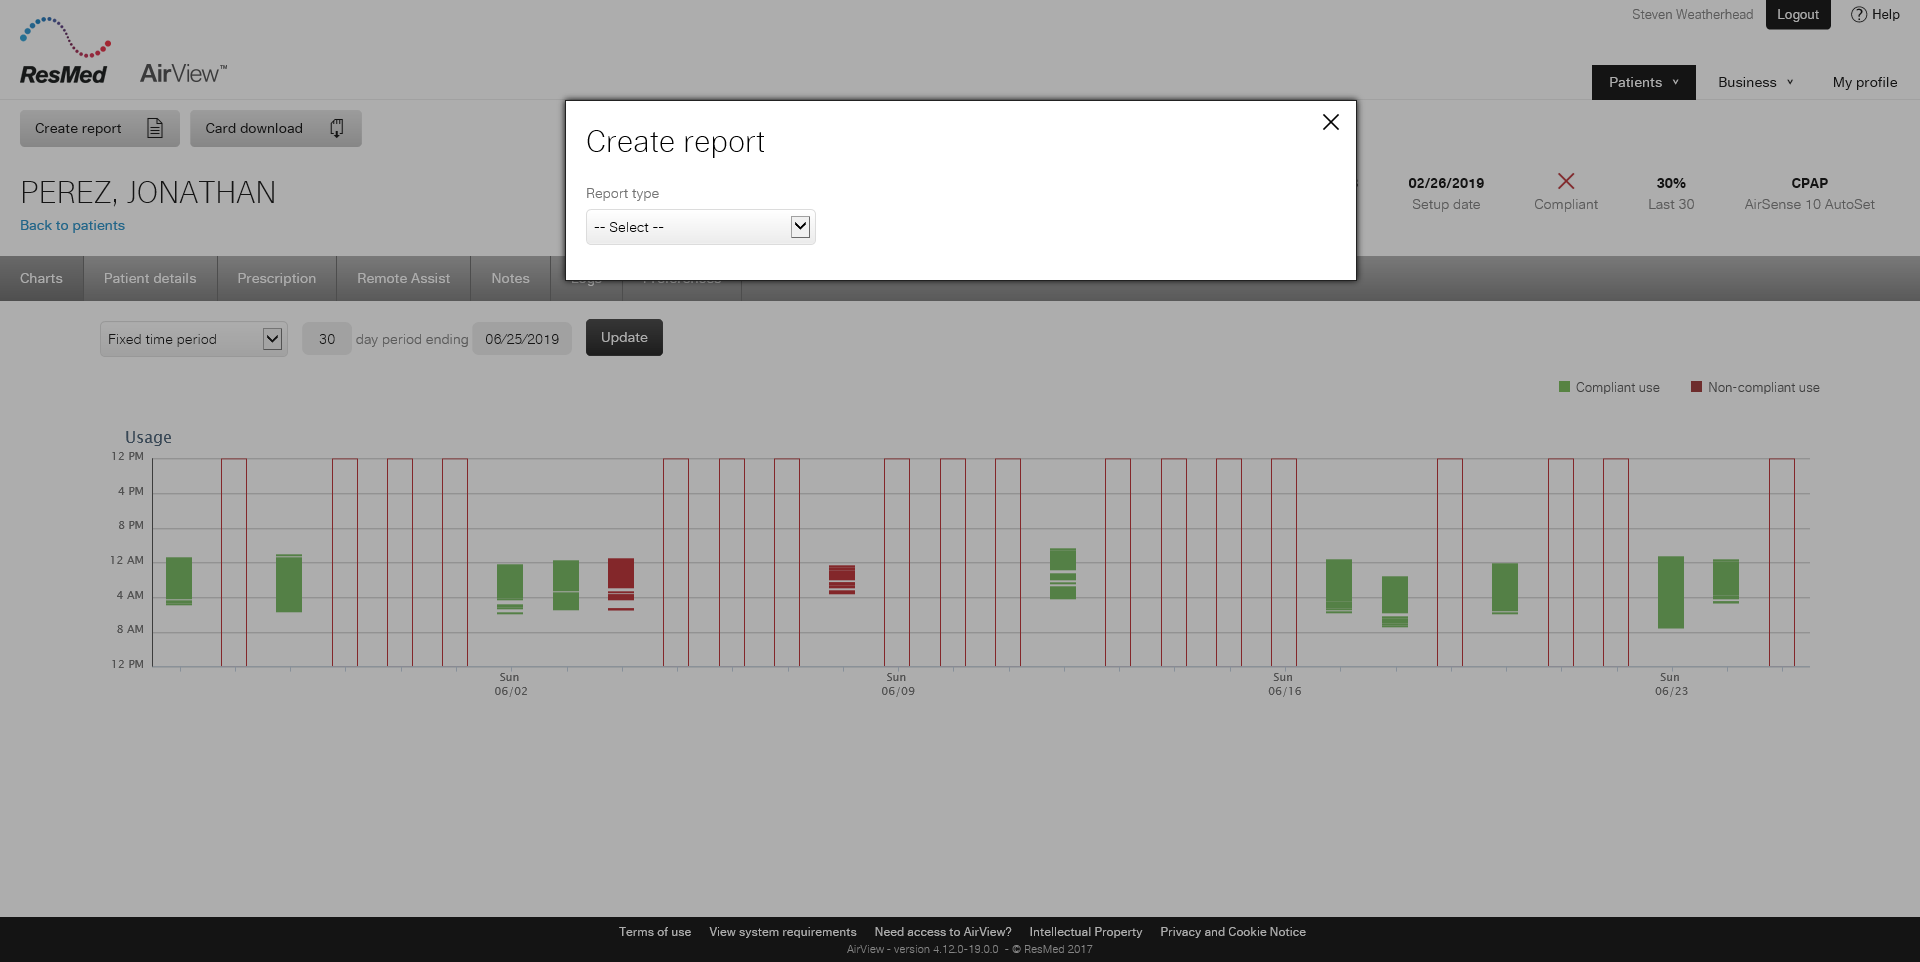 Steven Weatherhead Logout Help
ResMed AirView™
Patients Business My profile
Create report Card download
Create report
Report type
-- Select --
PEREZ, JONATHAN
Back to patients
02/26/2019 30% CPAP
Setup date Compliant Last 30 AirSense 10 AutoSet
Charts Patient details Prescription Remote Assist Notes Logs Preferences
Fixed time period 30 day period ending 06/25/2019 Update
Compliant use Non-compliant use
Usage
12 PM
4 PM
8 PM
12 AM
4 AM
8 AM
12 PM
Sun Sun Sun Sun
06/02 06/09 06/16 06/23
Terms of use View system requirements Need access to AirView? Intellectual Property Privacy and Cookie Notice
AirView - version 4.12.0-19.0.0 - © ResMed 2017